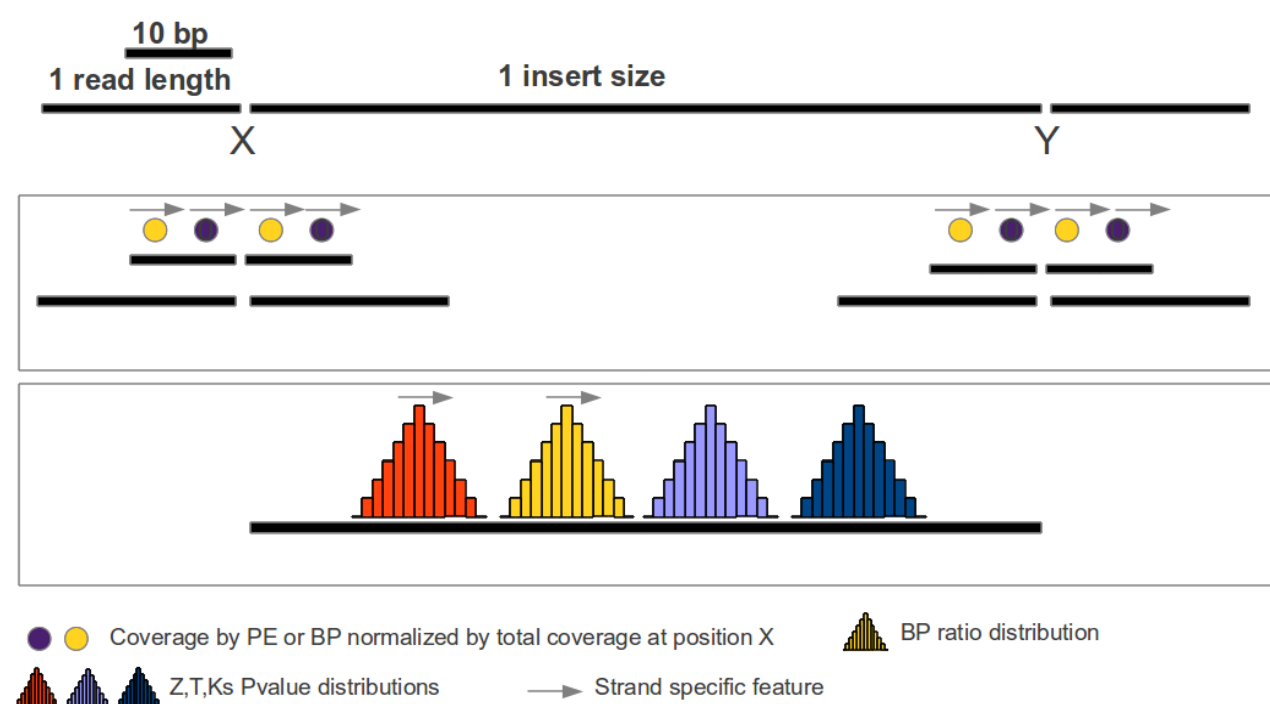 10 bp
1 read length
1 insert size
X
Y
Coverage by PE or BP normalized by total coverage at position X
BP ratio distribution
Z,T,Ks Pvalue distributions
Strand specific feature